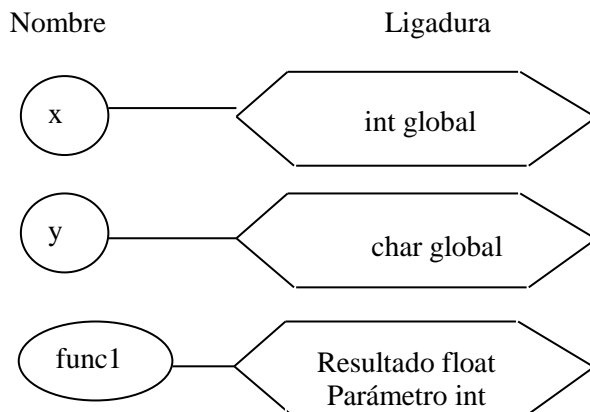 Nombre Ligadura
x int global
y char global
func1 Resultado float
Parámetro int